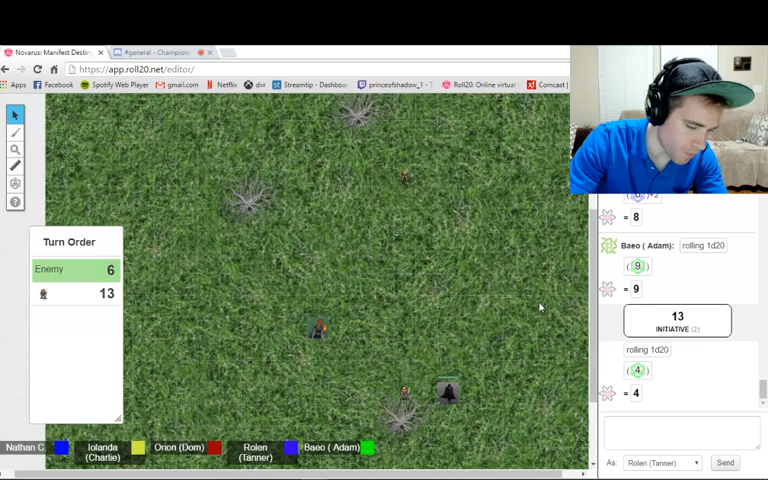 Novarus: Manifest Destin
#general - Champion
https://app.roll20.net/editor/
Apps Facebook Spotify Web Player gmail.com Netflix dvr Streamtip - Dashboa princeofshadow_1 - T Roll20: Online virtual Comcast
)+2
= 8
Baeo ( Adam): rolling 1d20
(9)
= 9
13
INITIATIVE (2)
rolling 1d20
(4)
= 4
Turn Order
Enemy 6
13
Nathan C. Iolanda (Charlie) Orion (Dom) Rolen (Tanner) Baeo ( Adam)
As: Rolen (Tanner) Send